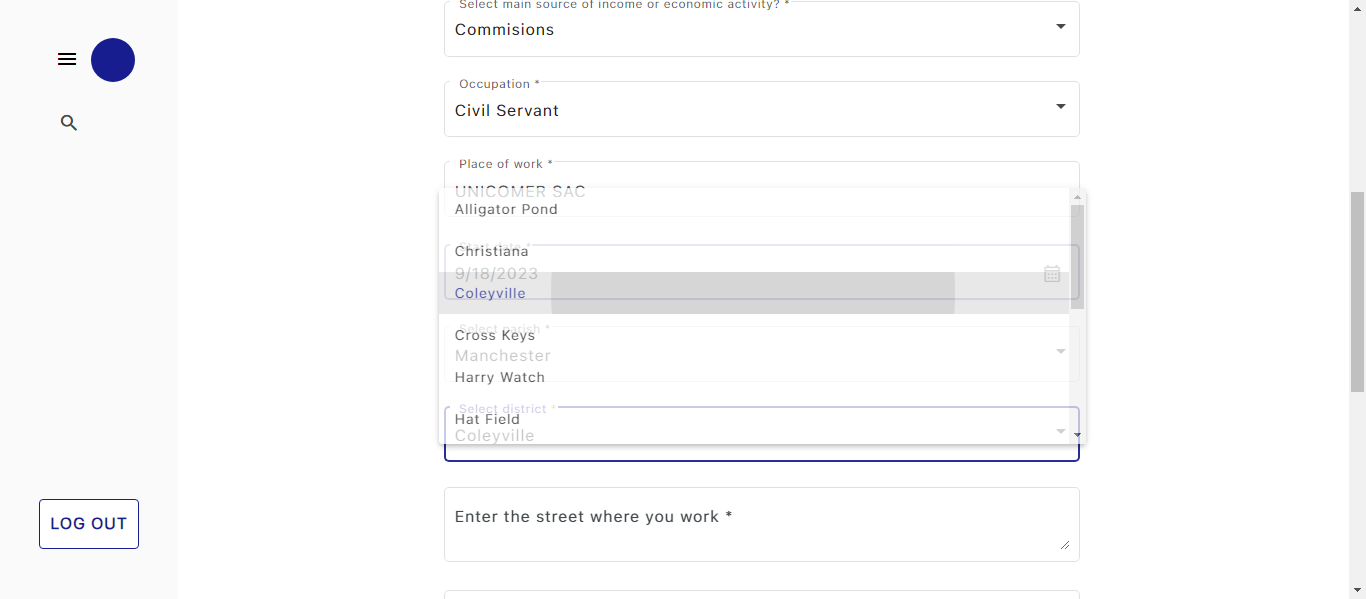 Select main source of income or economic activity? *
Commisions
Occupation *
Civil Servant
Place of work *
UNICOMER SAC
Alligator Pond
Start date *
Christiana
9/18/2023
Coleyville
Select parish *
Cross Keys
Manchester
Harry Watch
Select district *
Hat Field
Coleyville
Enter the street where you work *
LOG OUT